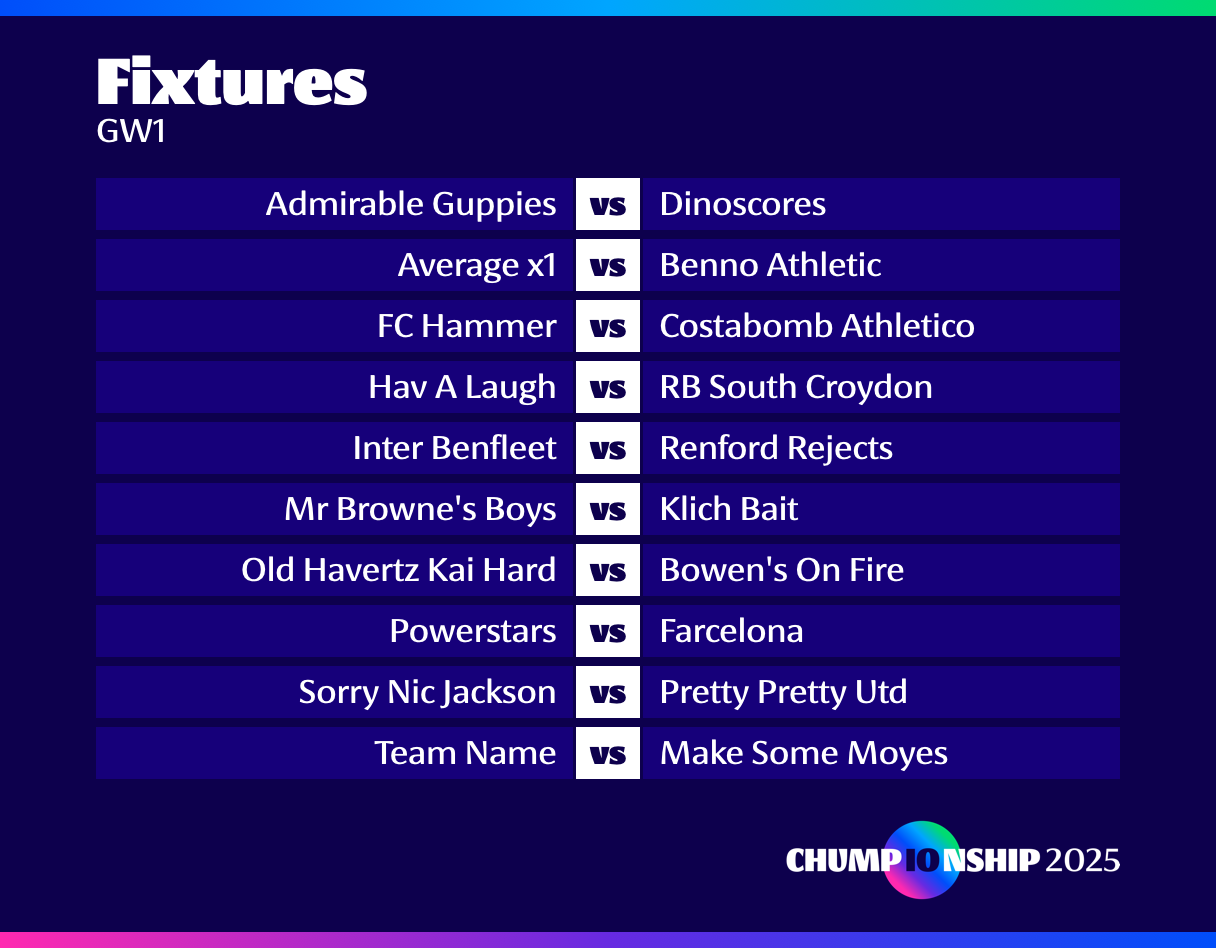 Fixtures
GW1
Admirable Guppies vs Dinoscores
Average x1 vs Benno Athletic
FC Hammer vs Costabomb Athletico
Hav A Laugh vs RB South Croydon
Inter Benfleet vs Renford Rejects
Mr Browne's Boys vs Klich Bait
Old Havertz Kai Hard vs Bowen's On Fire
Powerstars vs Farcelona
Sorry Nic Jackson vs Pretty Pretty Utd
Team Name vs Make Some Moyes
CHUMP10NSHIP 2025